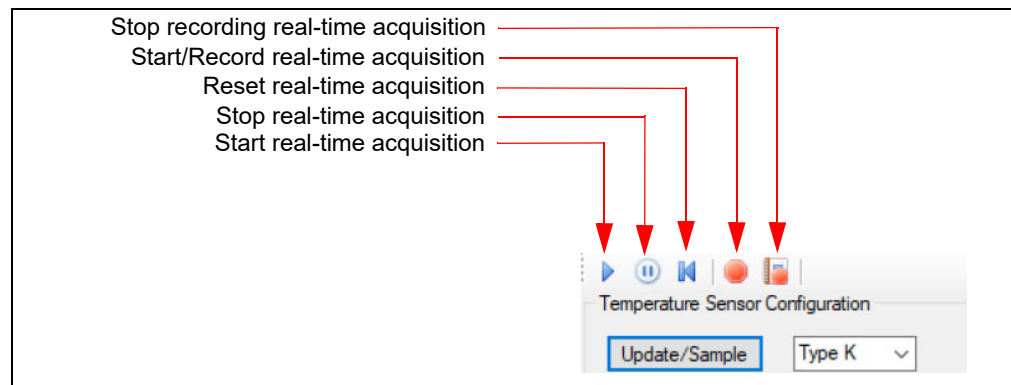 Stop recording real-time acquisition
Start/Record real-time acquisition
Reset real-time acquisition
Stop real-time acquisition
Start real-time acquisition
Temperature Sensor Configuration
Update/Sample Type K